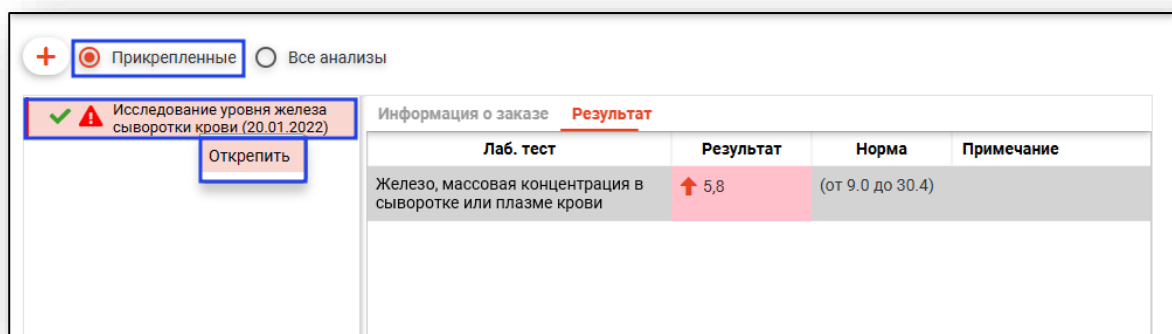 Прикрепленные Все анализы
Исследование уровня железа
сыворотки крови (20.01.2022)
Открепить
Информация о заказе Результат
Лаб. тест Результат Норма Примечание
Железо, массовая концентрация в
сыворотке или плазме крови
5,8 (от 9.0 до 30.4)